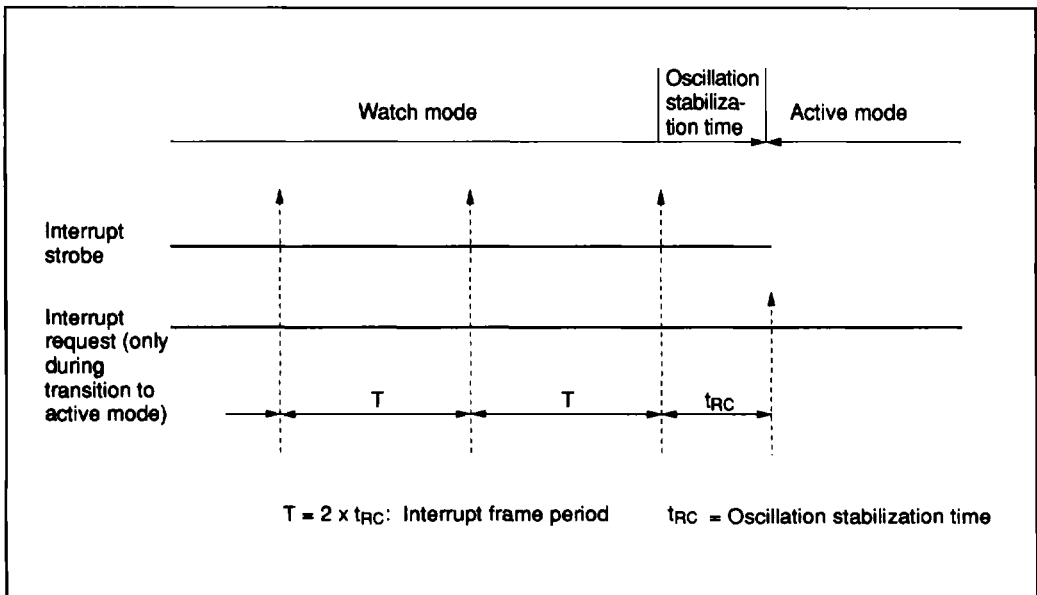 Oscillation
stabiliza-
tion time
Watch mode
Active mode
Interrupt
strobe
Interrupt
request (only
during
transition to
active mode)
T
T
tRC
T = 2 x tRC: Interrupt frame period
tRC = Oscillation stabilization time